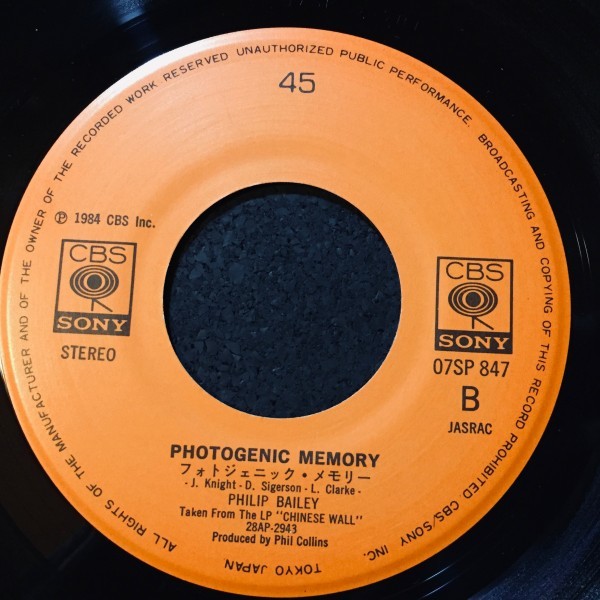 ALL RIGHTS OF THE MANUFACTURER AND OF THE OWNER OF THE RECORDED WORK RESERVED UNAUTHORIZED PUBLIC PERFORMANCE, BROADCASTING AND COPYING OF THIS RECORD PROHIBITED CBS/SONY INC.
TOKYO JAPAN
45
℗ 1984 CBS Inc.
CBS
SONY
STEREO
CBS
SONY
07SP 847
B
JASRAC
PHOTOGENIC MEMORY
フォトジェニック・メモリー
- J. Knight - D. Sigerson - L. Clarke -
PHILIP BAILEY
Taken From The LP "CHINESE WALL"
28AP-2943
Produced by Phil Collins